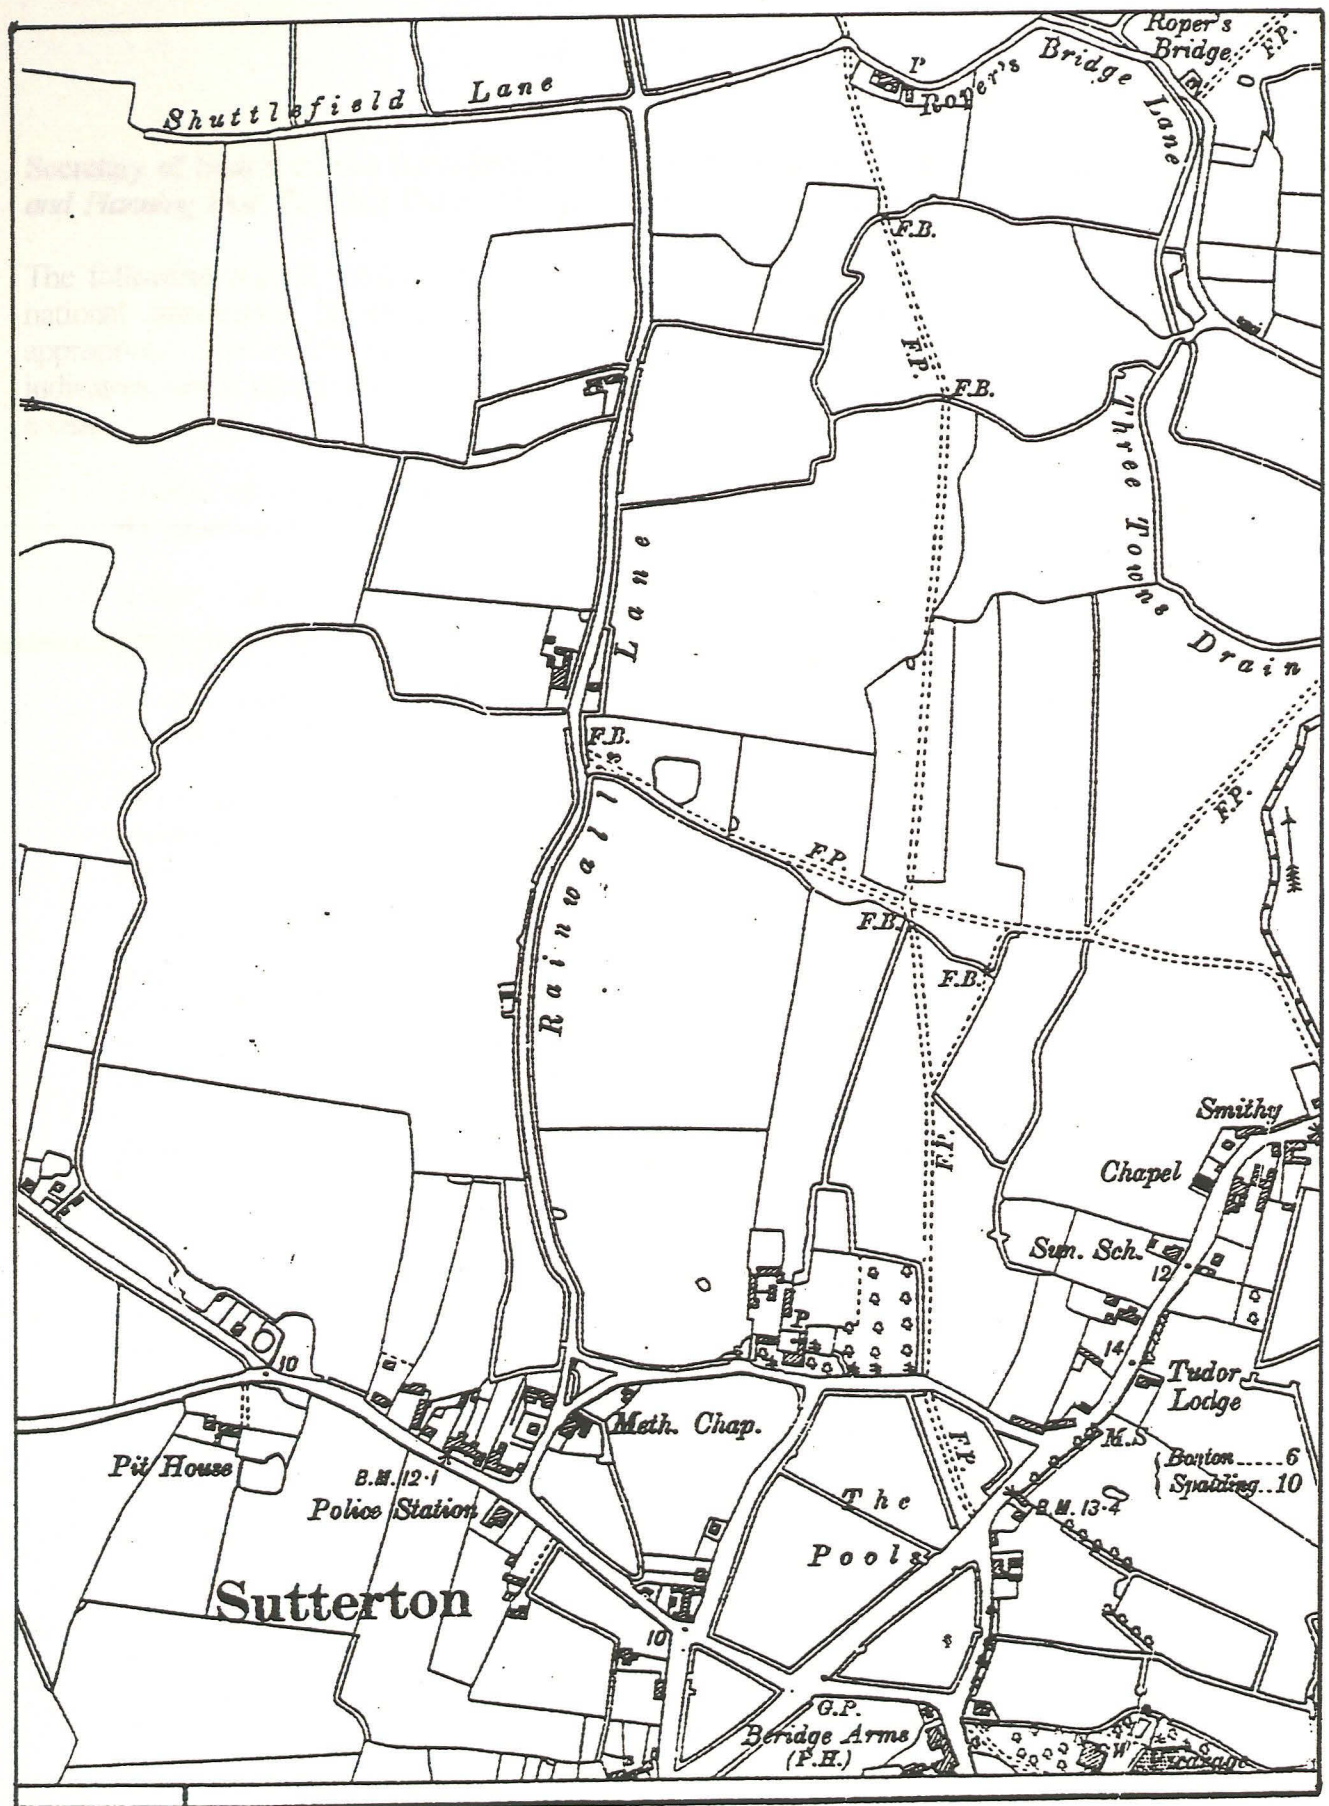 Roper's
Bridge
F.P.
Shuttlefield Lane
P
Roper's Bridge Lane
F.B.
F.P.
F.B.
Three Towns Drain
Rainwall's Lane
F.B.
F.P.
F.P.
F.B.
F.B.
F.P.
Smithy
Chapel
Sun. Sch.
12
P
14
10
Tudor
Lodge
Meth. Chap.
M.S
Boston......6
Spalding..10
Pit House
B.M. 12·1
Police Station
F.P.
The
Pools
B.M. 13·4
Sutterton
10
G.P.
Beridge Arms
(P.H.)
W
Vicarage